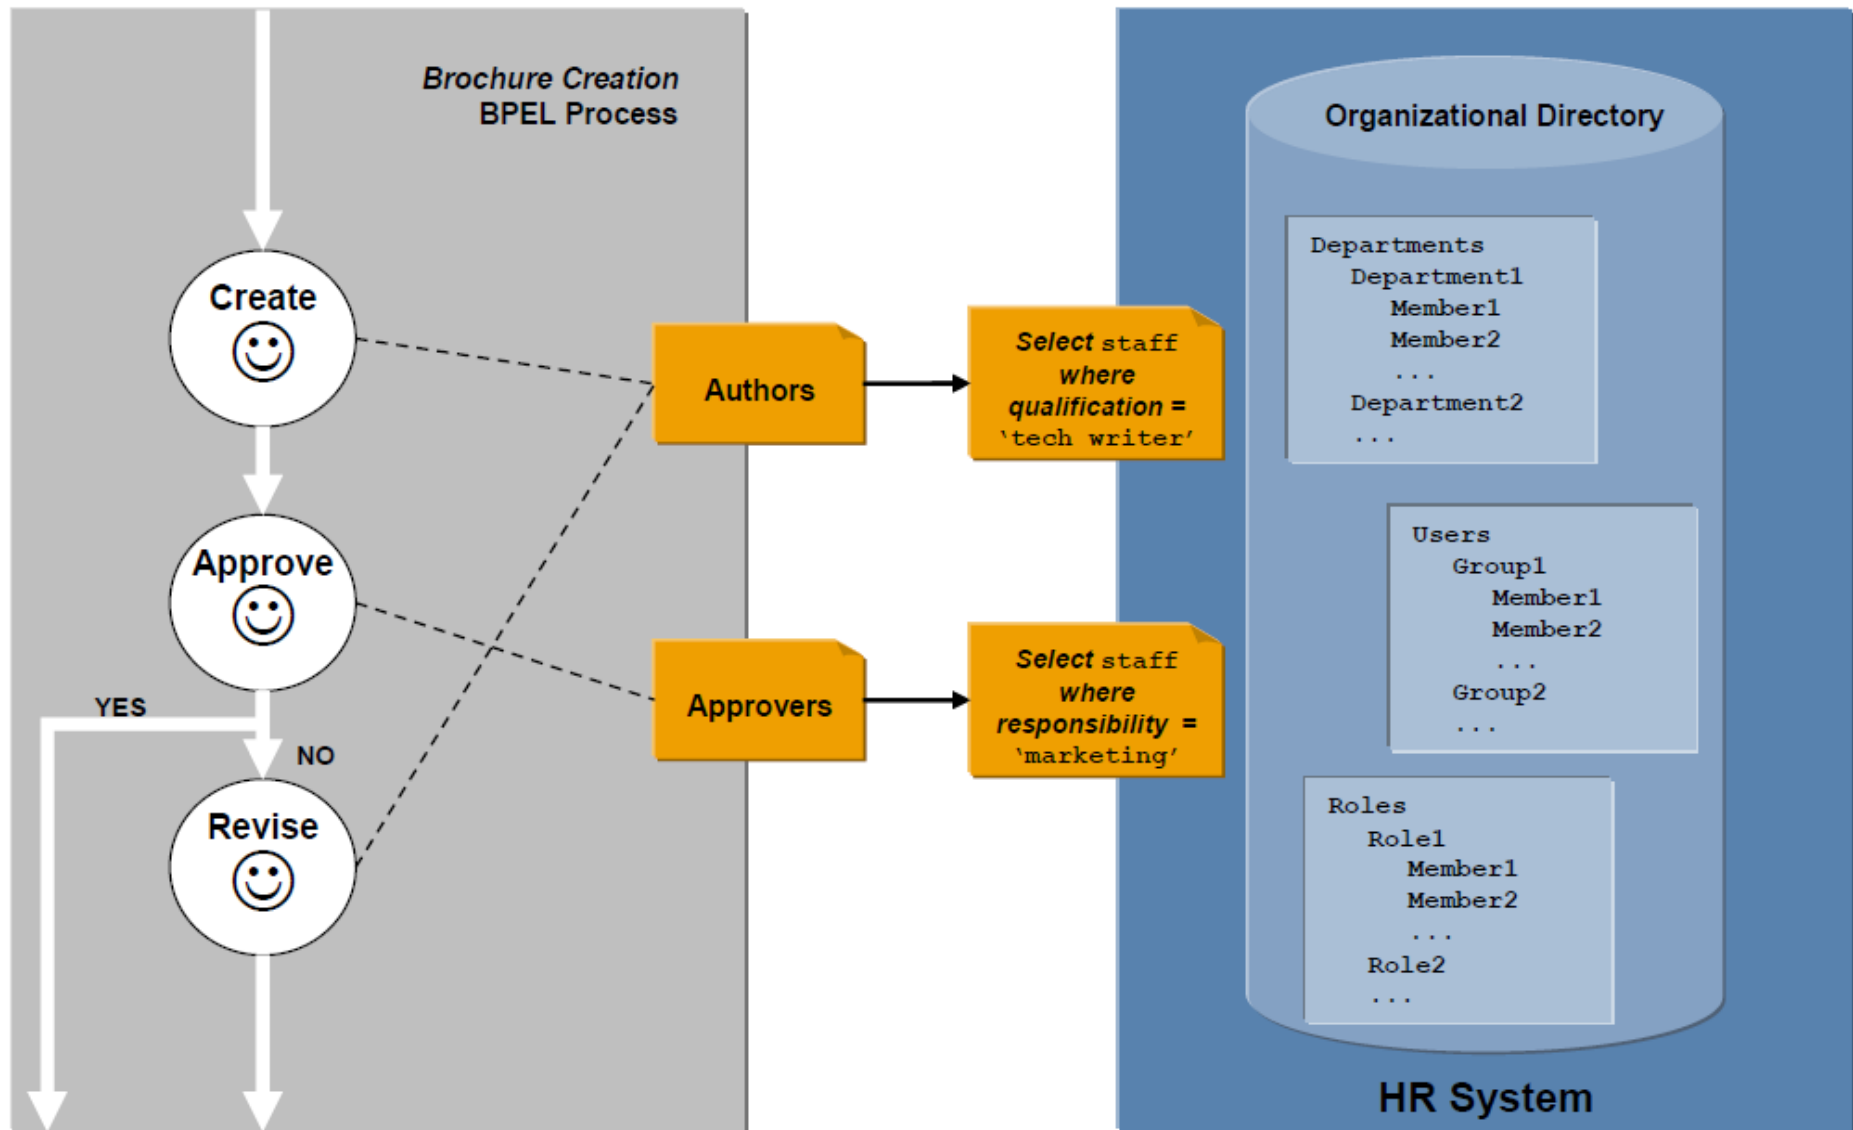 Brochure Creation
BPEL Process
Create
Approve
YES
NO
Revise
Authors
Approvers
Select staff
where
qualification =
‘tech writer’
Select staff
where
responsibility =
‘marketing’
Organizational Directory
Departments
Department1
Member1
Member2
...
Department2
...
Users
Group1
Member1
Member2
...
Group2
...
Roles
Role1
Member1
Member2
...
Role2
...
HR System